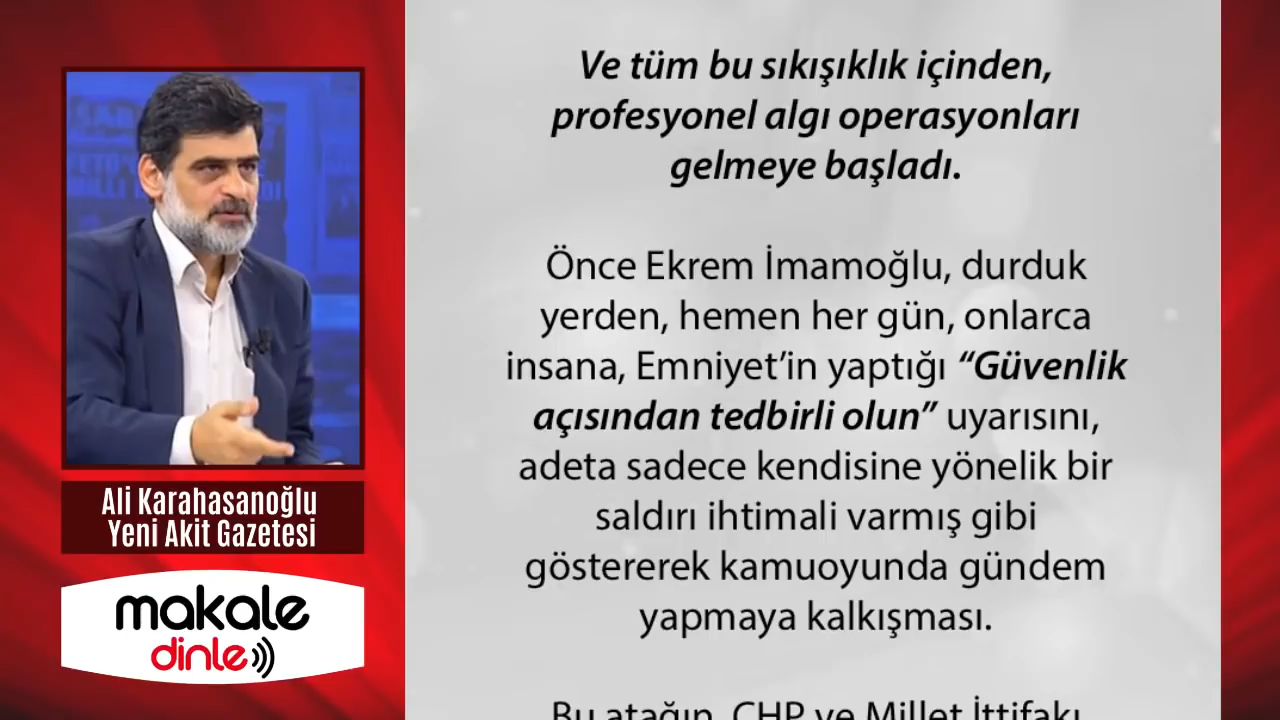 Ve tüm bu sıkışıklık içinden,
profesyonel algı operasyonları
gelmeye başladı.
Önce Ekrem İmamoğlu, durduk
yerden, hemen her gün, onlarca
insana, Emniyet’in yaptığı “Güvenlik
açısından tedbirli olun” uyarısını,
adeta sadece kendisine yönelik bir
saldırı ihtimali varmış gibi
göstererek kamuoyunda gündem
yapmaya kalkışması.
Bu atağın, CHP ve Millet İttifakı
Ali Karahasanoğlu
Yeni Akit Gazetesi
makale
dinle